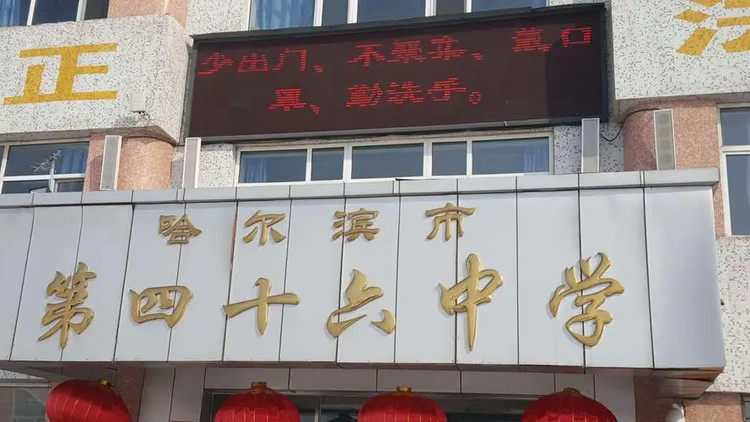 正
少出门、不聚集、戴口
罩、勤洗手。
哈尔滨市
第四十六中学